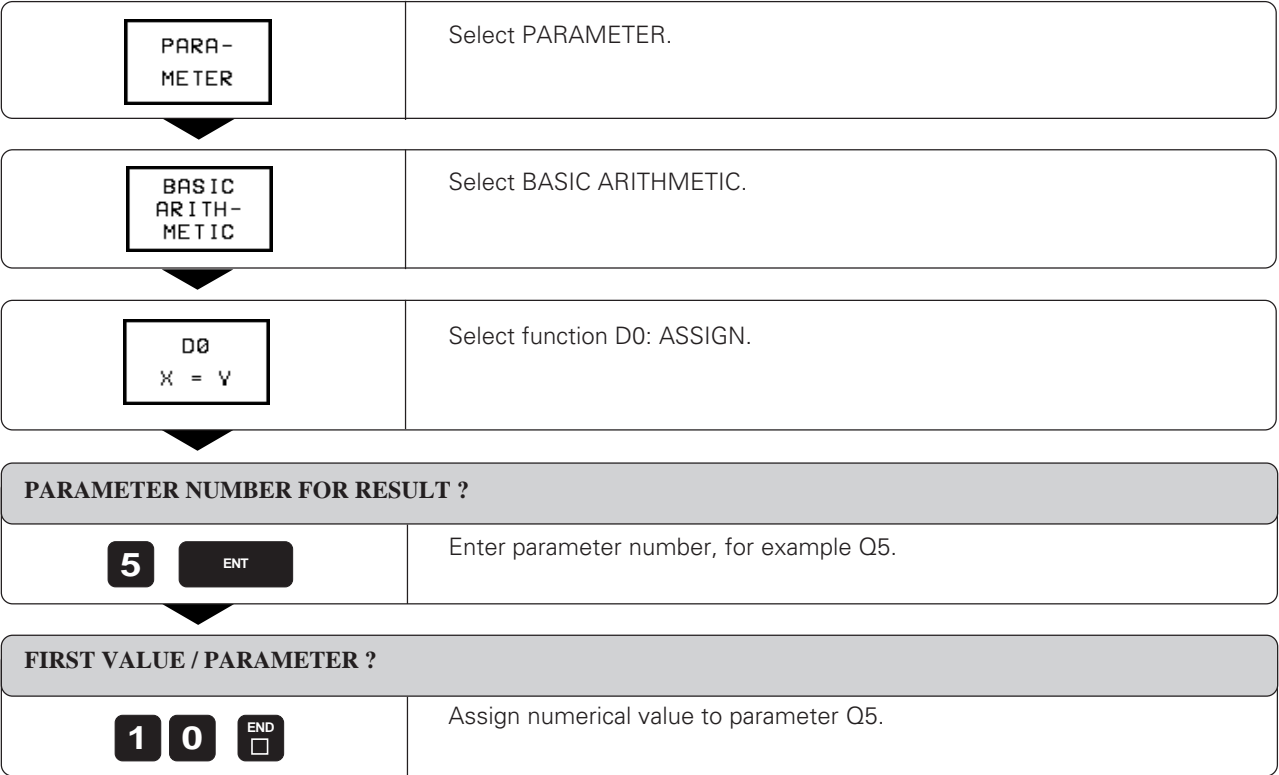 PARA-
METER
Select PARAMETER.
BASIC
ARITH-
METIC
Select BASIC ARITHMETIC.
D0
X = Y
Select function D0: ASSIGN.
PARAMETER NUMBER FOR RESULT ?
5 ENT
Enter parameter number, for example Q5.
FIRST VALUE / PARAMETER ?
1 0 END
Assign numerical value to parameter Q5.